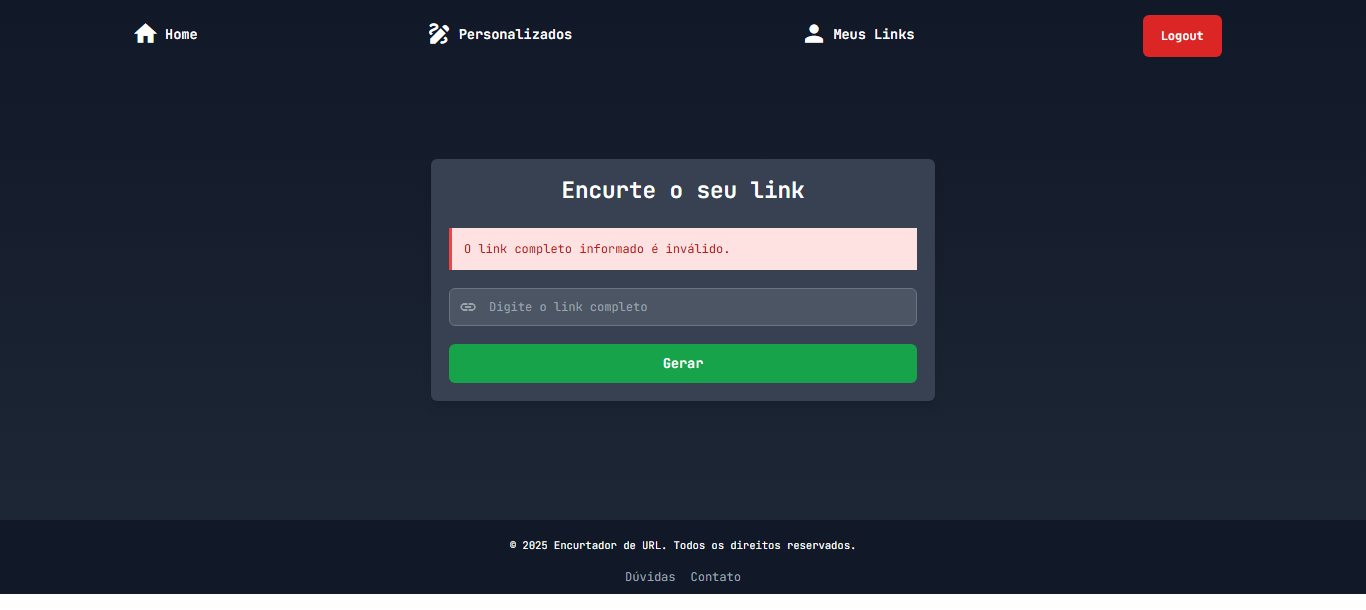 Home
Personalizados
Meus Links
Logout
Encurte o seu link
O link completo informado é inválido.
Digite o link completo
Gerar
© 2025 Encurtador de URL. Todos os direitos reservados.
Dúvidas Contato